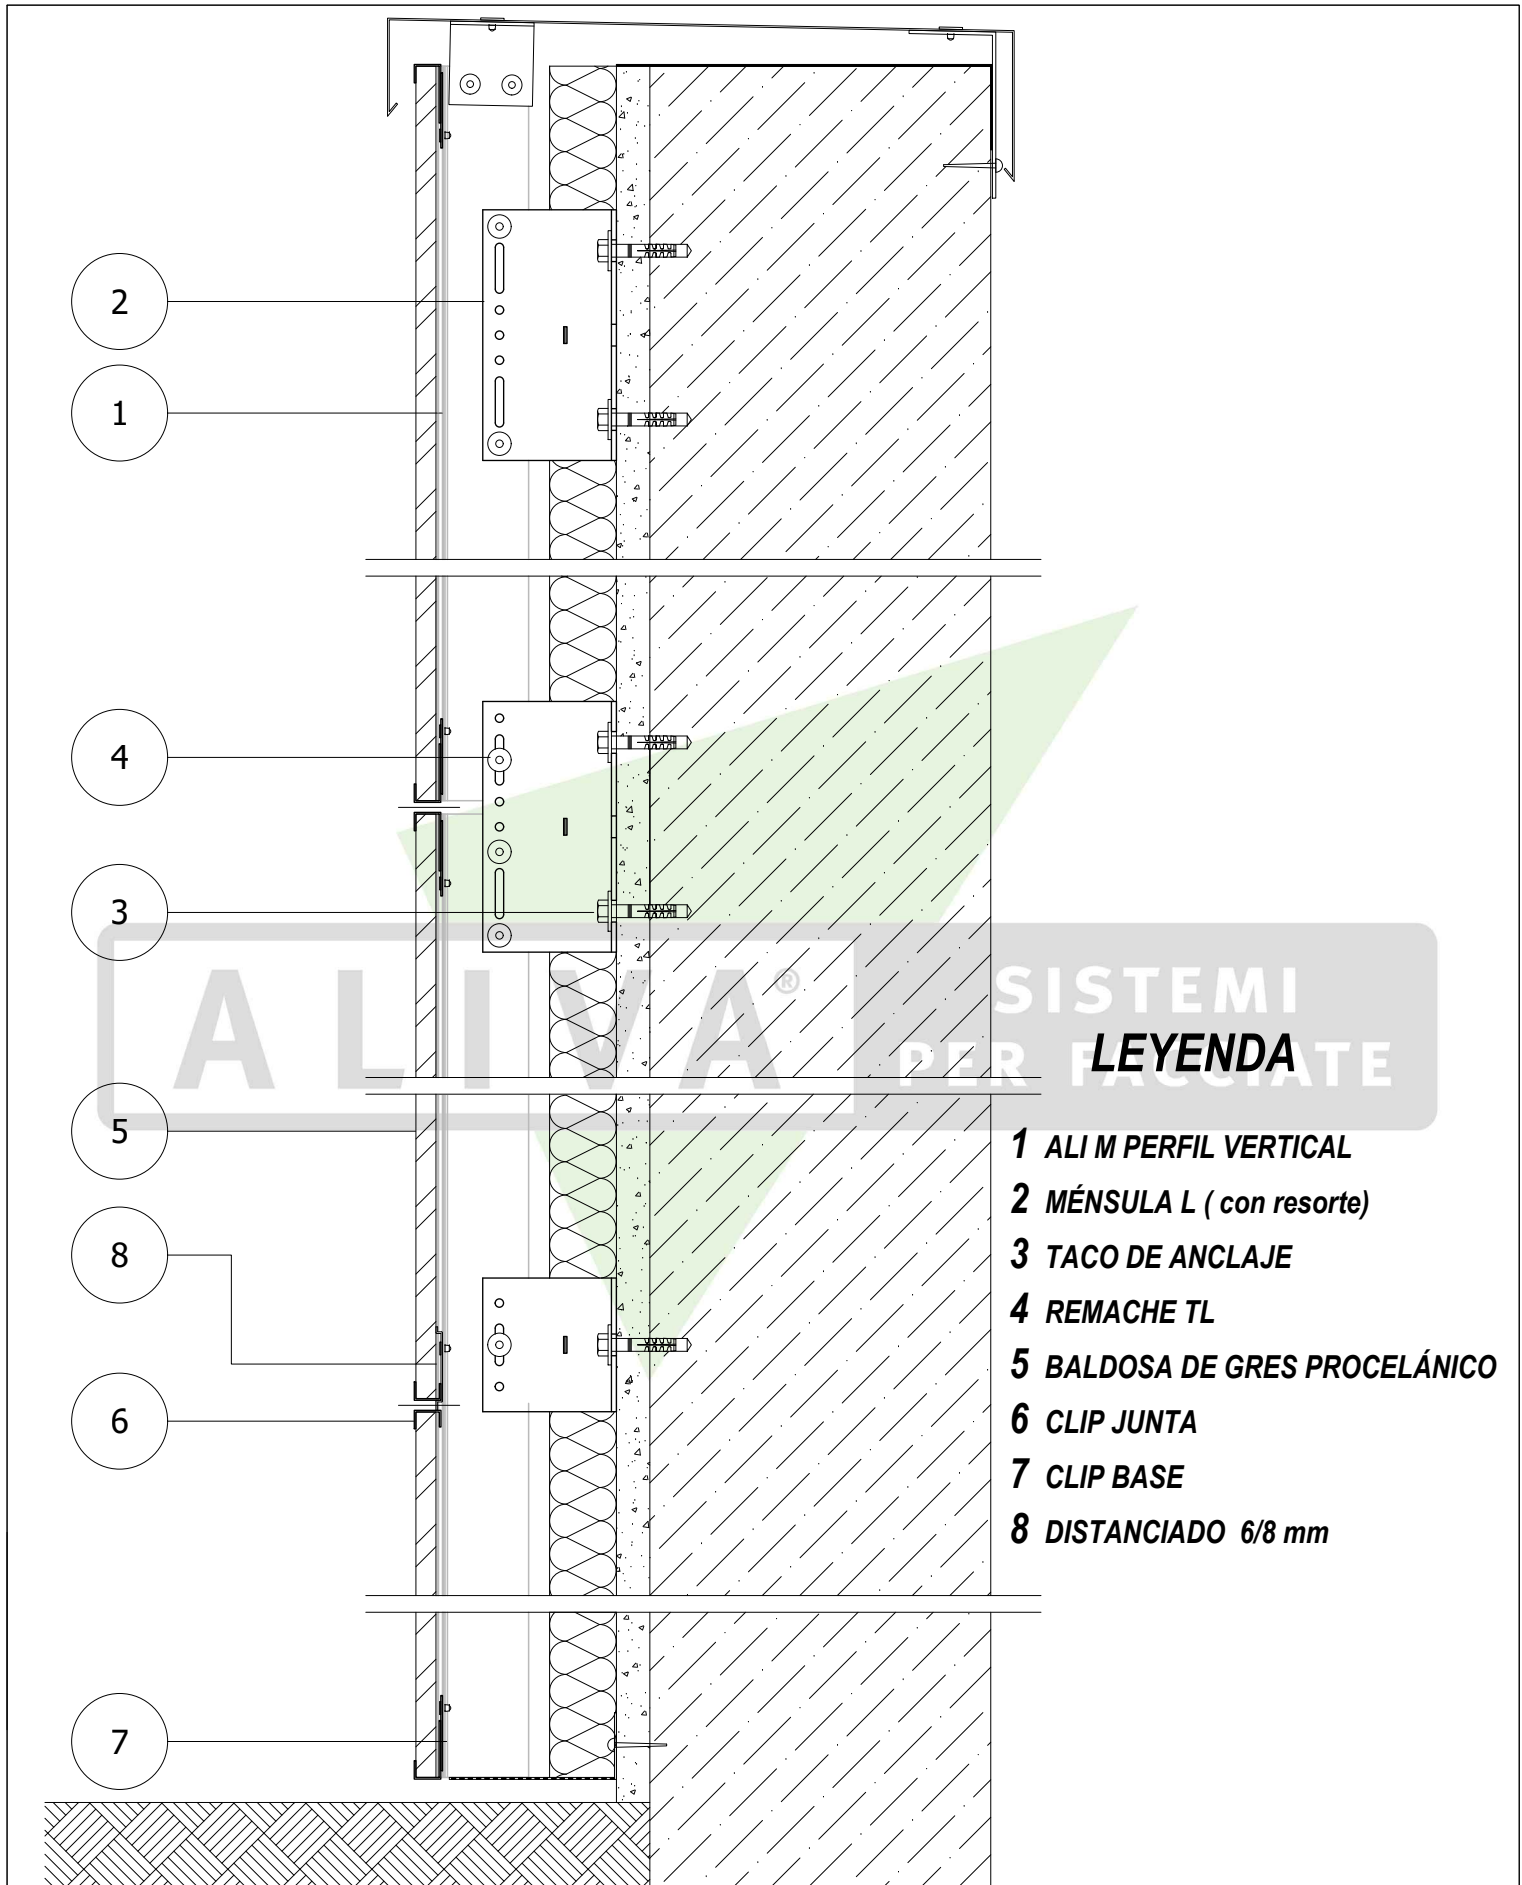 2
1
4
3
ALIVA® SISTEMI
PER FACCIATE
LEYENDA
5
1 ALI M PERFIL VERTICAL
2 MÉNSULA L ( con resorte)
8
3 TACO DE ANCLAJE
4 REMACHE TL
5 BALDOSA DE GRES PROCELÁNICO
6
6 CLIP JUNTA
7 CLIP BASE
8 DISTANCIADO 6/8 mm
7